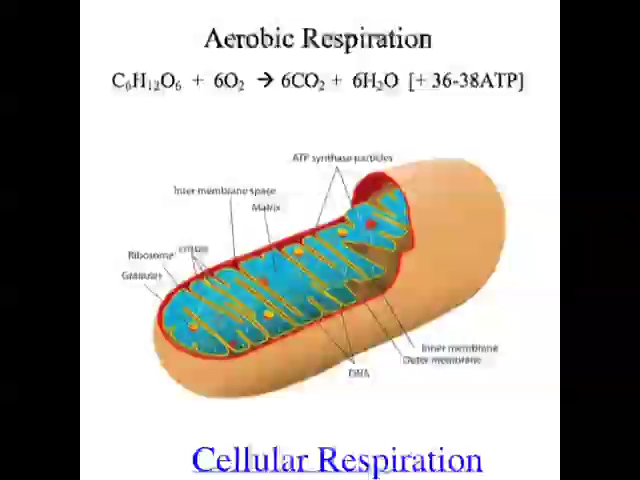 Aerobic Respiration
C₆H₁₂O₆ + 6O₂ → 6CO₂ + 6H₂O [+ 36-38ATP]
ATP synthase particles
Inter membrane space
Matrix
Ribosome
cristae
Granules
Inner membrane
Outer membrane
DNA
Cellular Respiration